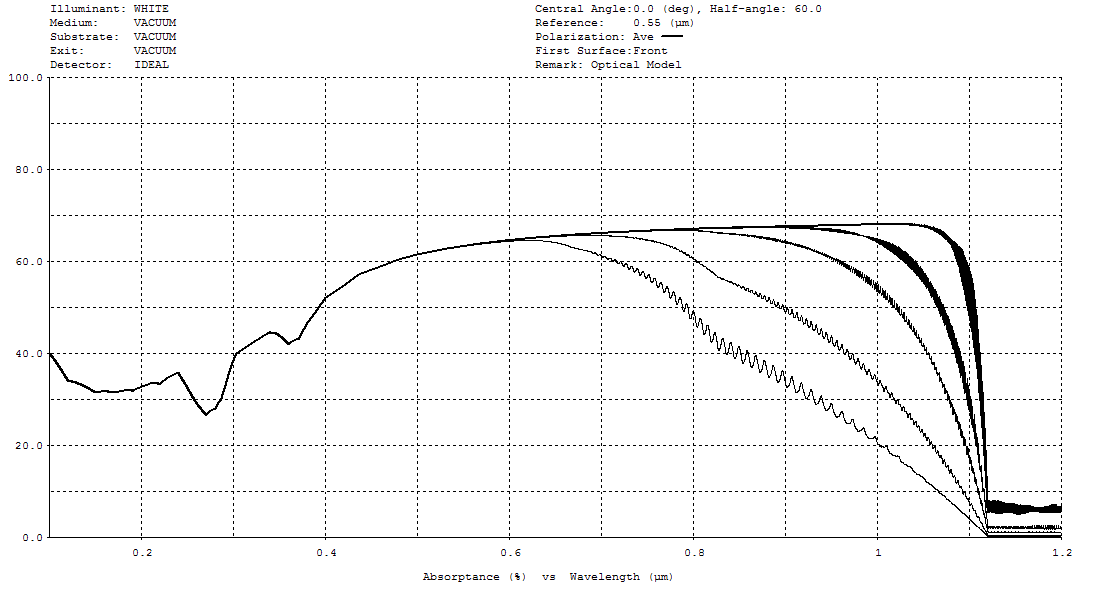 Illuminant: WHITE
Medium: VACUUM
Substrate: VACUUM
Exit: VACUUM
Detector: IDEAL
Central Angle:0.0 (deg), Half-angle: 60.0
Reference: 0.55 (µm)
Polarization: Ave
First Surface:Front
Remark: Optical Model
100.0
80.0
60.0
40.0
20.0
0.0
0.2 0.4 0.6 0.8 1 1.2
Absorptance (%) vs Wavelength (µm)